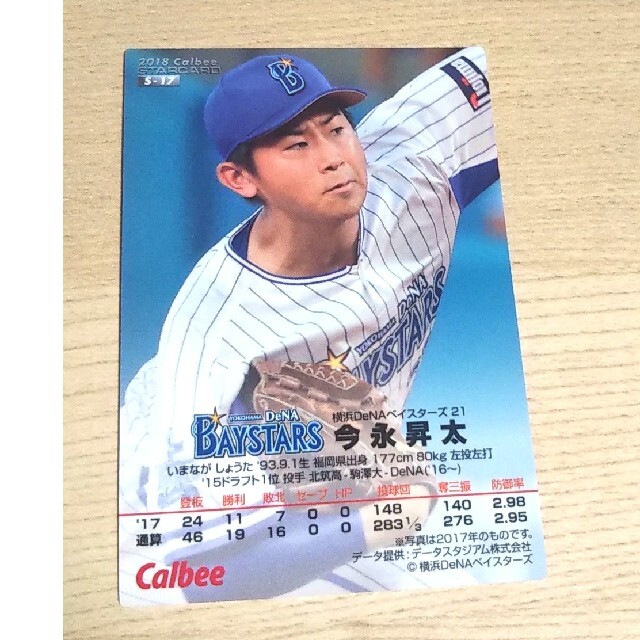 2018 Calbee
STARCARD
S-17
B
YOKOHAMA DeNA
BAYSTARS
YOKOHAMA DeNA
BAYSTARS
横浜DeNAベイスターズ 21
今永昇太
いまなが しょうた '93.9.1生 福岡県出身 177cm 80kg 左投左打
'15ドラフト1位 投手 北筑高-駒澤大-DeNA('16~)
登板 勝利 敗北 セーブ HP 投球回 奪三振 防御率
'17 24 11 7 0 0 148 140 2.98
通算 46 19 16 0 0 283 1/3 276 2.95
※写真は2017年のものです。
データ提供:データスタジアム株式会社
© 横浜DeNAベイスターズ
Calbee